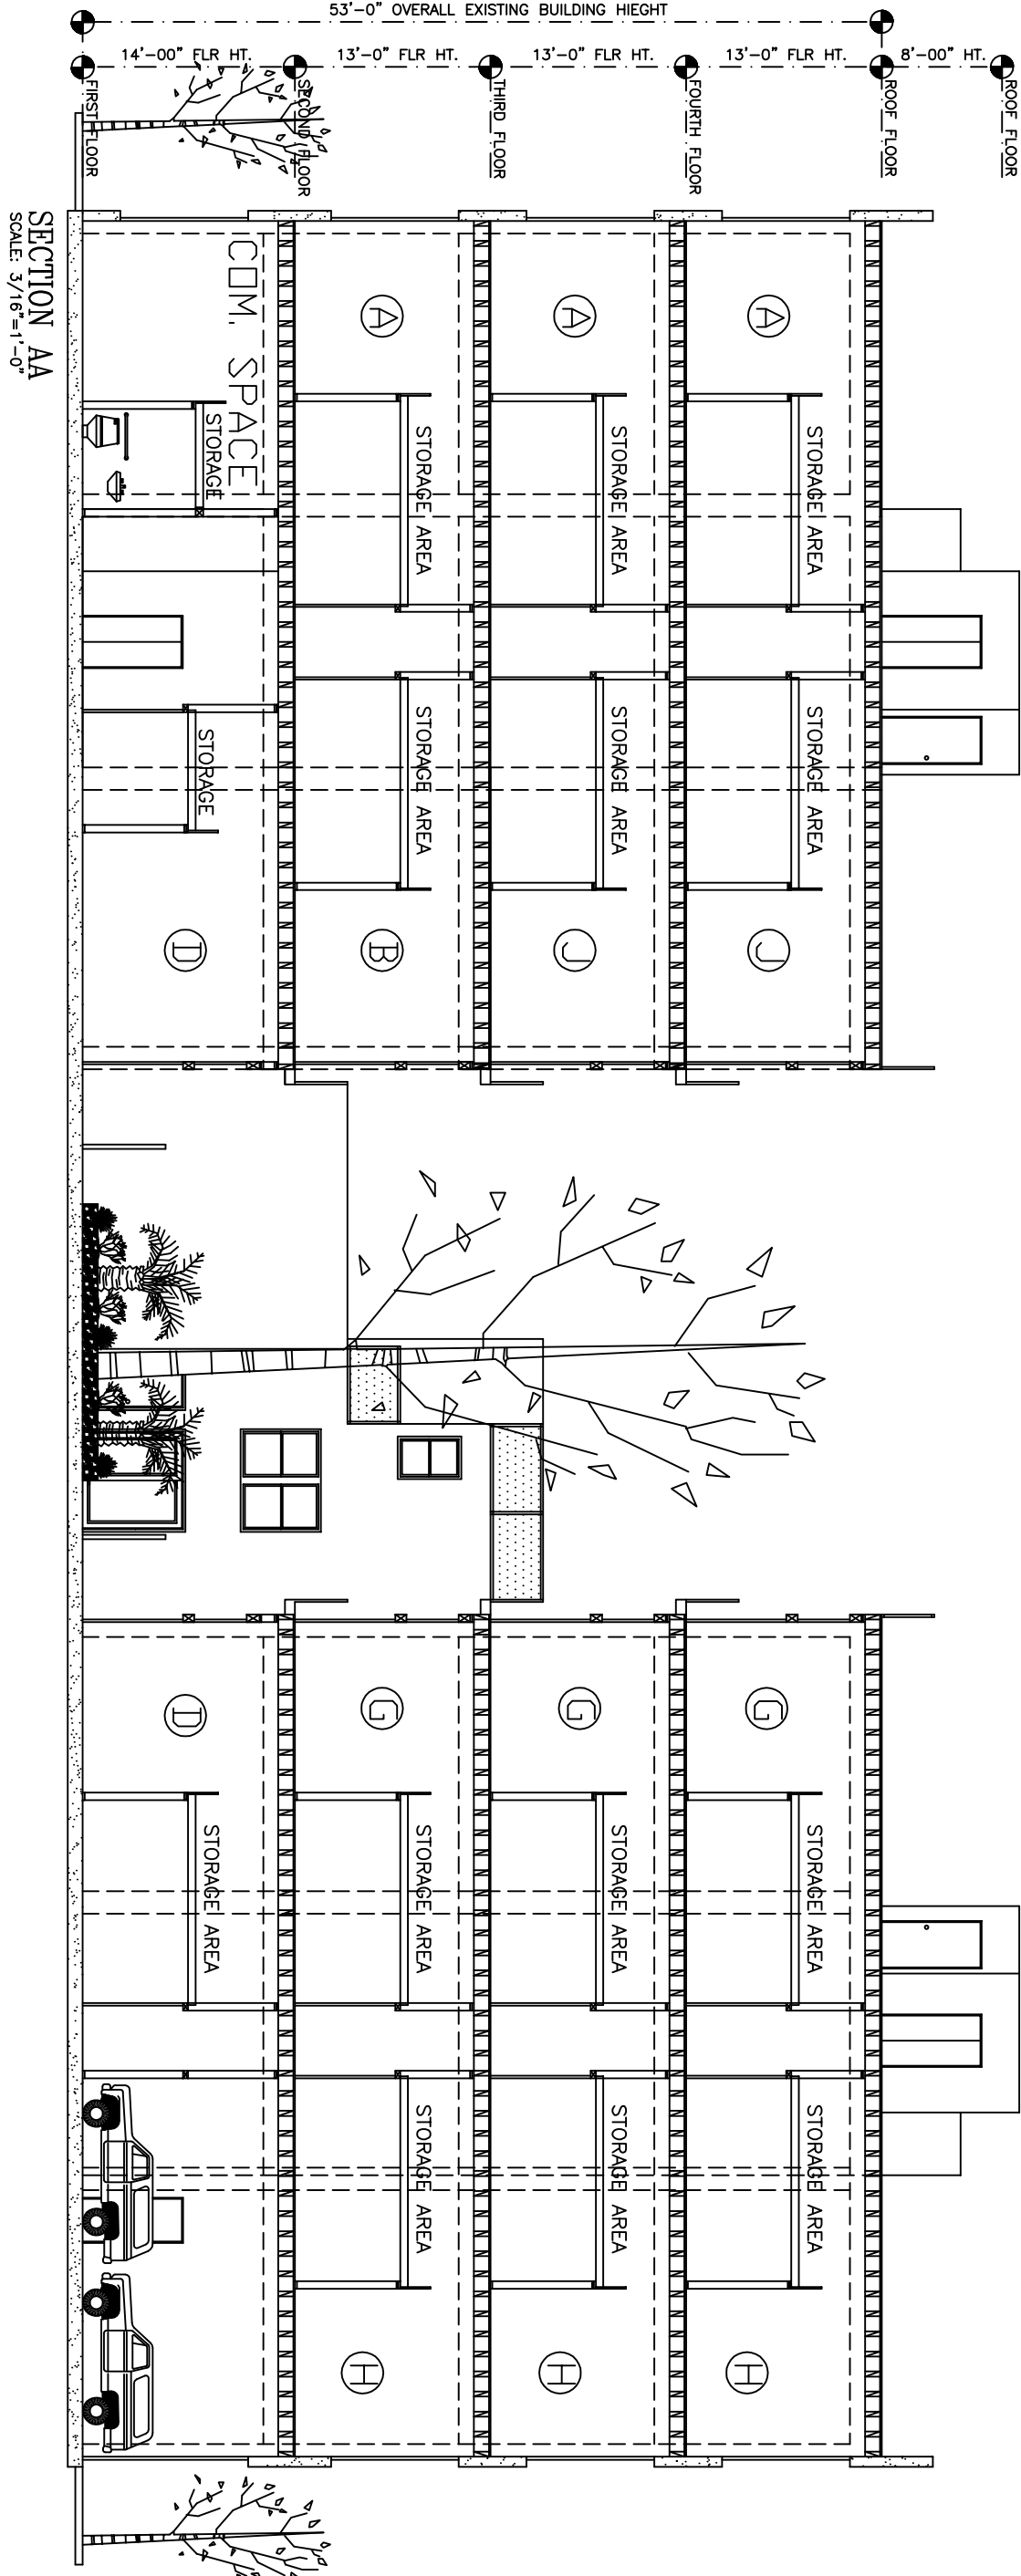 53'-0" OVERALL EXISTING BUILDING HIEGHT
14'-00" FLR HT.
13'-0" FLR HT.
13'-0" FLR HT.
13'-0" FLR HT.
8'-00" HT.
ROOF FLOOR
ROOF FLOOR
FOURTH FLOOR
THIRD FLOOR
SECOND FLOOR
FIRST FLOOR
A
STORAGE AREA
STORAGE AREA
J
G
STORAGE AREA
STORAGE AREA
H
A
STORAGE AREA
STORAGE AREA
J
G
STORAGE AREA
STORAGE AREA
H
A
STORAGE AREA
STORAGE AREA
B
G
STORAGE AREA
STORAGE AREA
H
COM. SPACE
STORAGE
STORAGE
D
D
STORAGE AREA
SECTION AA
SCALE: 3/16"=1'-0"